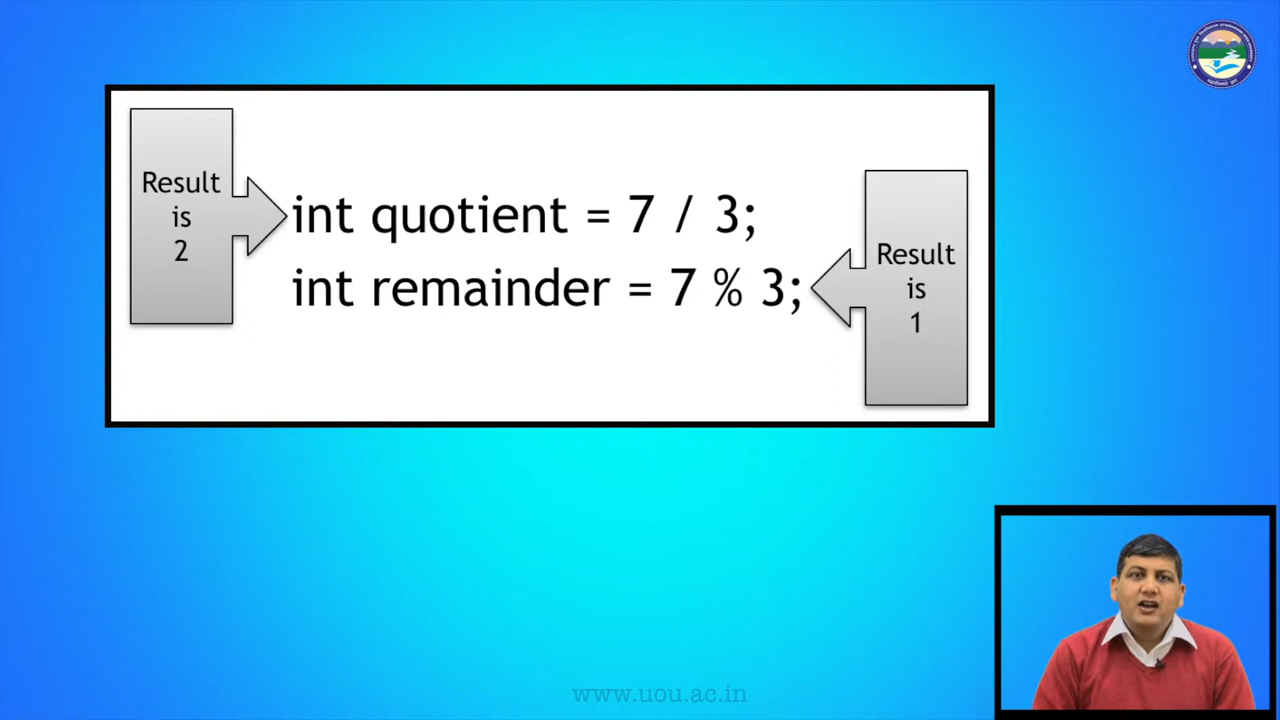 Result
is
2
int quotient = 7 / 3;
int remainder = 7 % 3;
Result
is
1
www.uou.ac.in